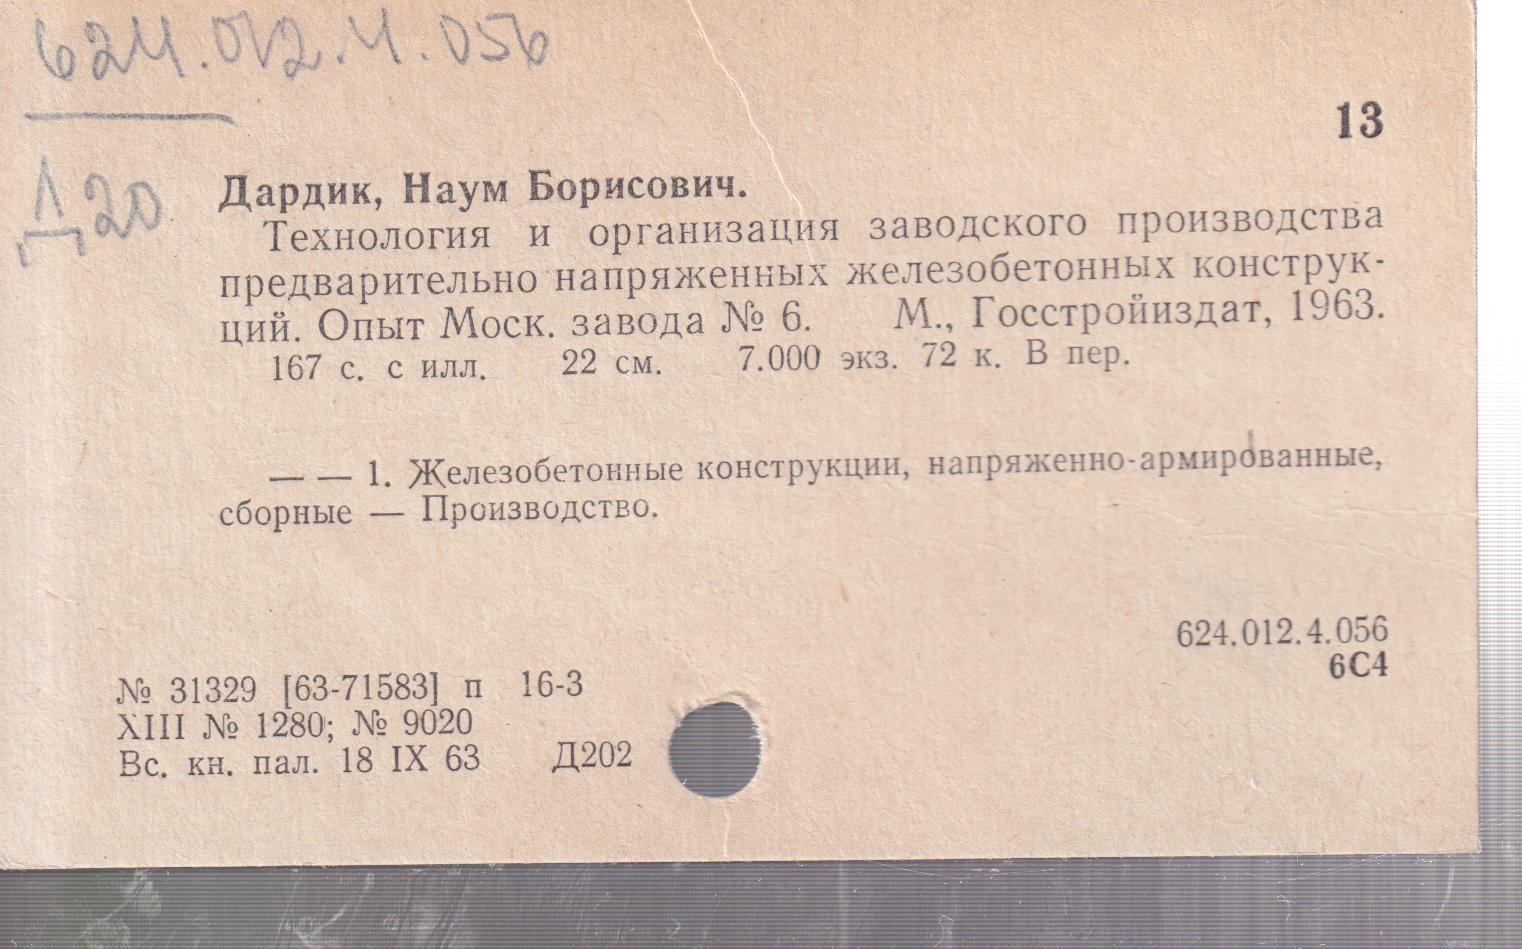 624.012.4.056
Д20
13
Дардик, Наум Борисович.
Технология и организация заводского производства
предварительно напряженных железобетонных конструк-
ций. Опыт Моск. завода № 6. М., Госстройиздат, 1963.
167 с. с илл. 22 см. 7.000 экз. 72 к. В пер.
— — 1. Железобетонные конструкции, напряженно-армированные,
сборные — Производство.
624.012.4.056
6С4
№ 31329 [63-71583] п 16-3
XIII № 1280; № 9020
Вс. кн. пал. 18 IX 63 Д202